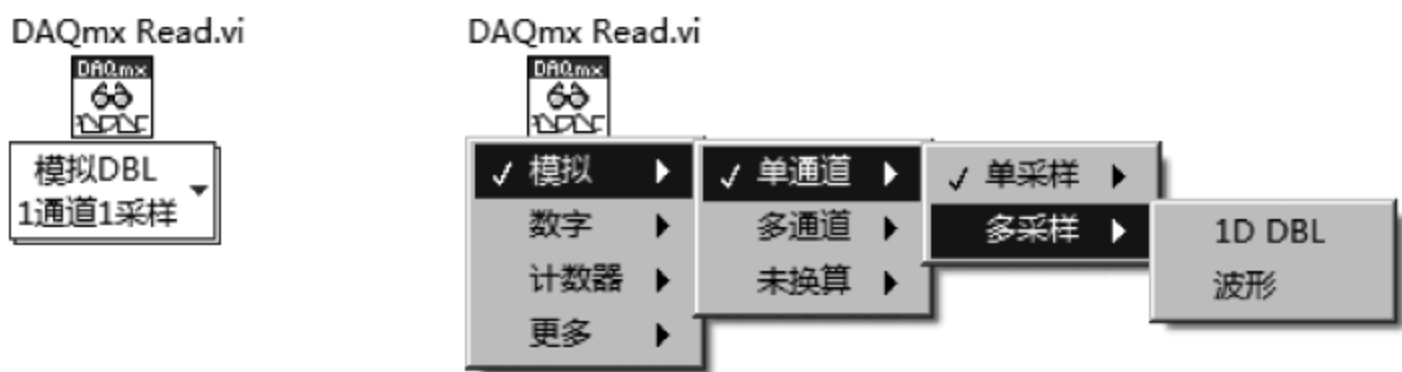 DAQmx Read.vi
DAQmx
模拟DBL
1通道1采样
DAQmx Read.vi
DAQmx
✓ 模拟
数字
计数器
更多
✓ 单通道
多通道
未换算
✓ 单采样
多采样
1D DBL
波形